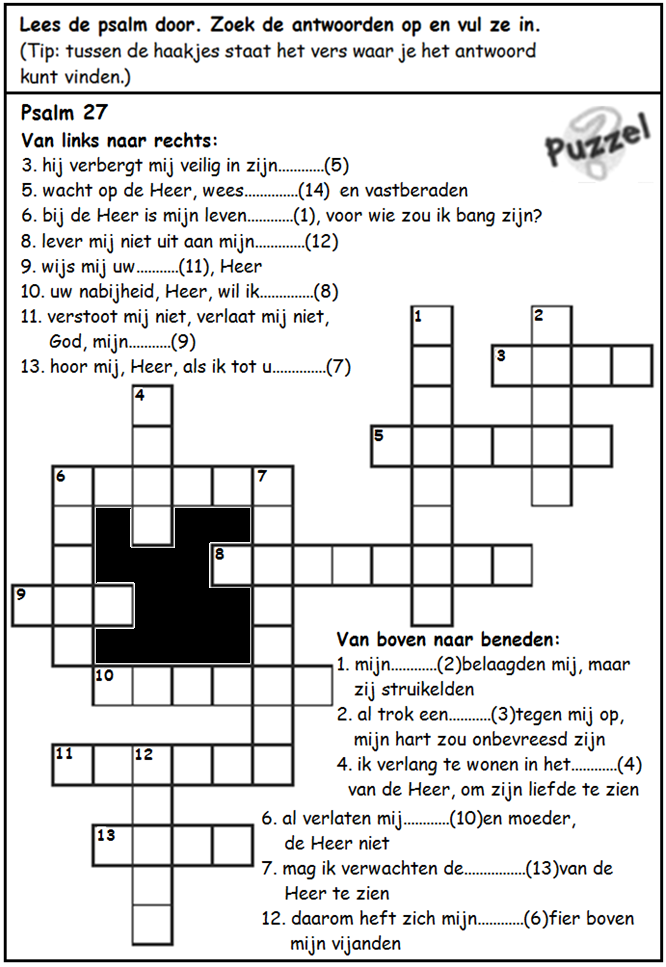 Lees de psalm door. Zoek de antwoorden op en vul ze in.
(Tip: tussen de haakjes staat het vers waar je het antwoord
kunt vinden.)
Psalm 27
Puzzel
?
Van links naar rechts:
3. hij verbergt mij veilig in zijn............(5)
5. wacht op de Heer, wees.............(14) en vastberaden
6. bij de Heer is mijn leven...........(1), voor wie zou ik bang zijn?
8. lever mij niet uit aan mijn............(12)
9. wijs mij uw..........(11), Heer
10. uw nabijheid, Heer, wil ik.............(8)
11. verstoot mij niet, verlaat mij niet,
God, mijn..........(9)
13. hoor mij, Heer, als ik tot u.............(7)
1
2
3
4
5
6
7
8
9
10
11
12
13
Van boven naar beneden:
1. mijn...........(2)belaagden mij, maar
zij struikelden
2. al trok een..........(3)tegen mij op,
mijn hart zou onbevreesd zijn
4. ik verlang te wonen in het...........(4)
van de Heer, om zijn liefde te zien
6. al verlaten mij...........(10)en moeder,
de Heer niet
7. mag ik verwachten de...............(13)van de
Heer te zien
12. daarom heft zich mijn...........(6)fier boven
mijn vijanden